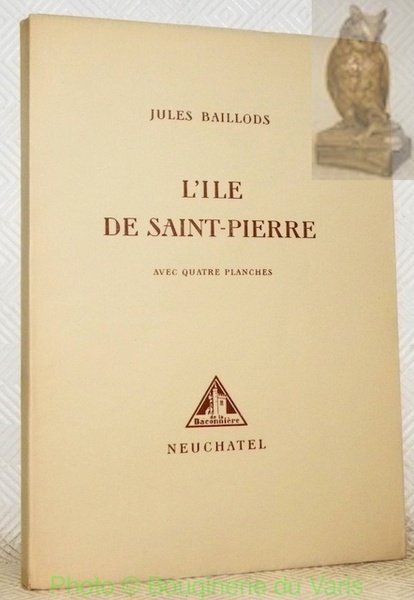 JULES BAILLODS
L'ILE
DE SAINT-PIERRE
AVEC QUATRE PLANCHES
de la
Baconnière
NEUCHATEL
Photo © Bouquinerie du Varis